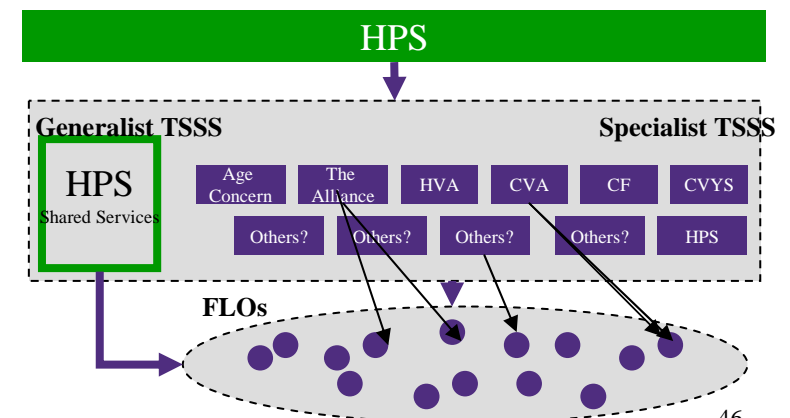 HPS
Generalist TSSS
Specialist TSSS
HPS
Shared Services
Age
Concern
The
Alliance
HVA
CVA
CF
CVYS
Others?
Others?
Others?
Others?
HPS
FLOs
46